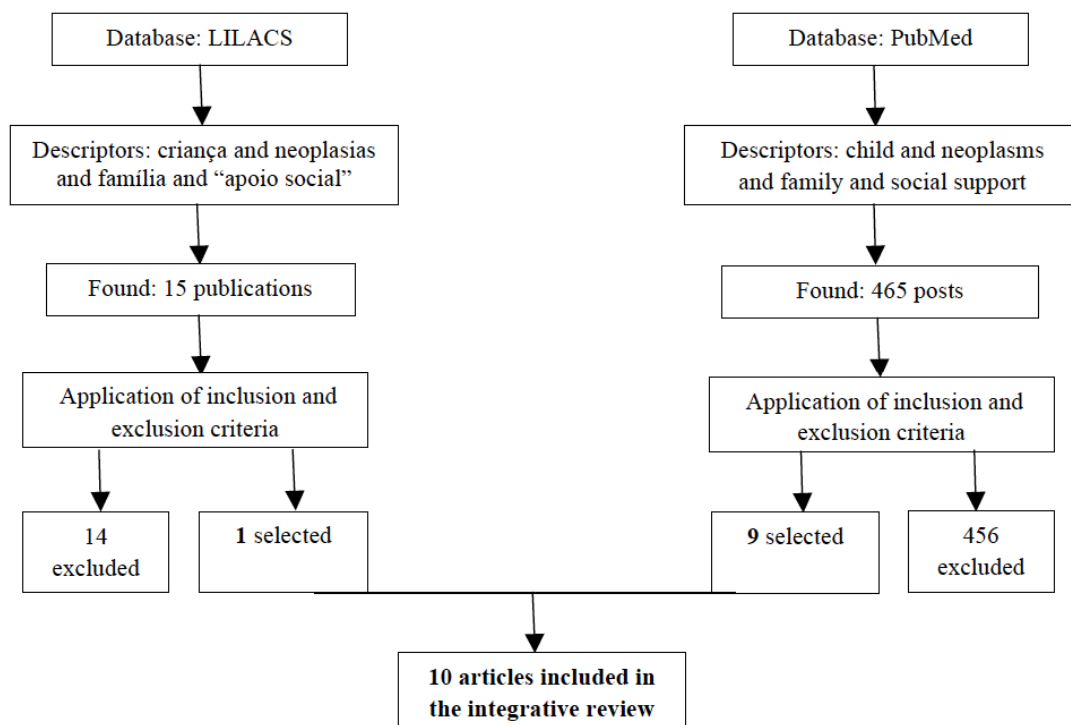 Database: LILACS
Descriptors: criança and neoplasias
and família and “apoio social”
Found: 15 publications
Application of inclusion and
exclusion criteria
14
excluded
1 selected
Database: PubMed
Descriptors: child and neoplasms
and family and social support
Found: 465 posts
Application of inclusion and
exclusion criteria
9 selected
456
excluded
10 articles included in
the integrative review